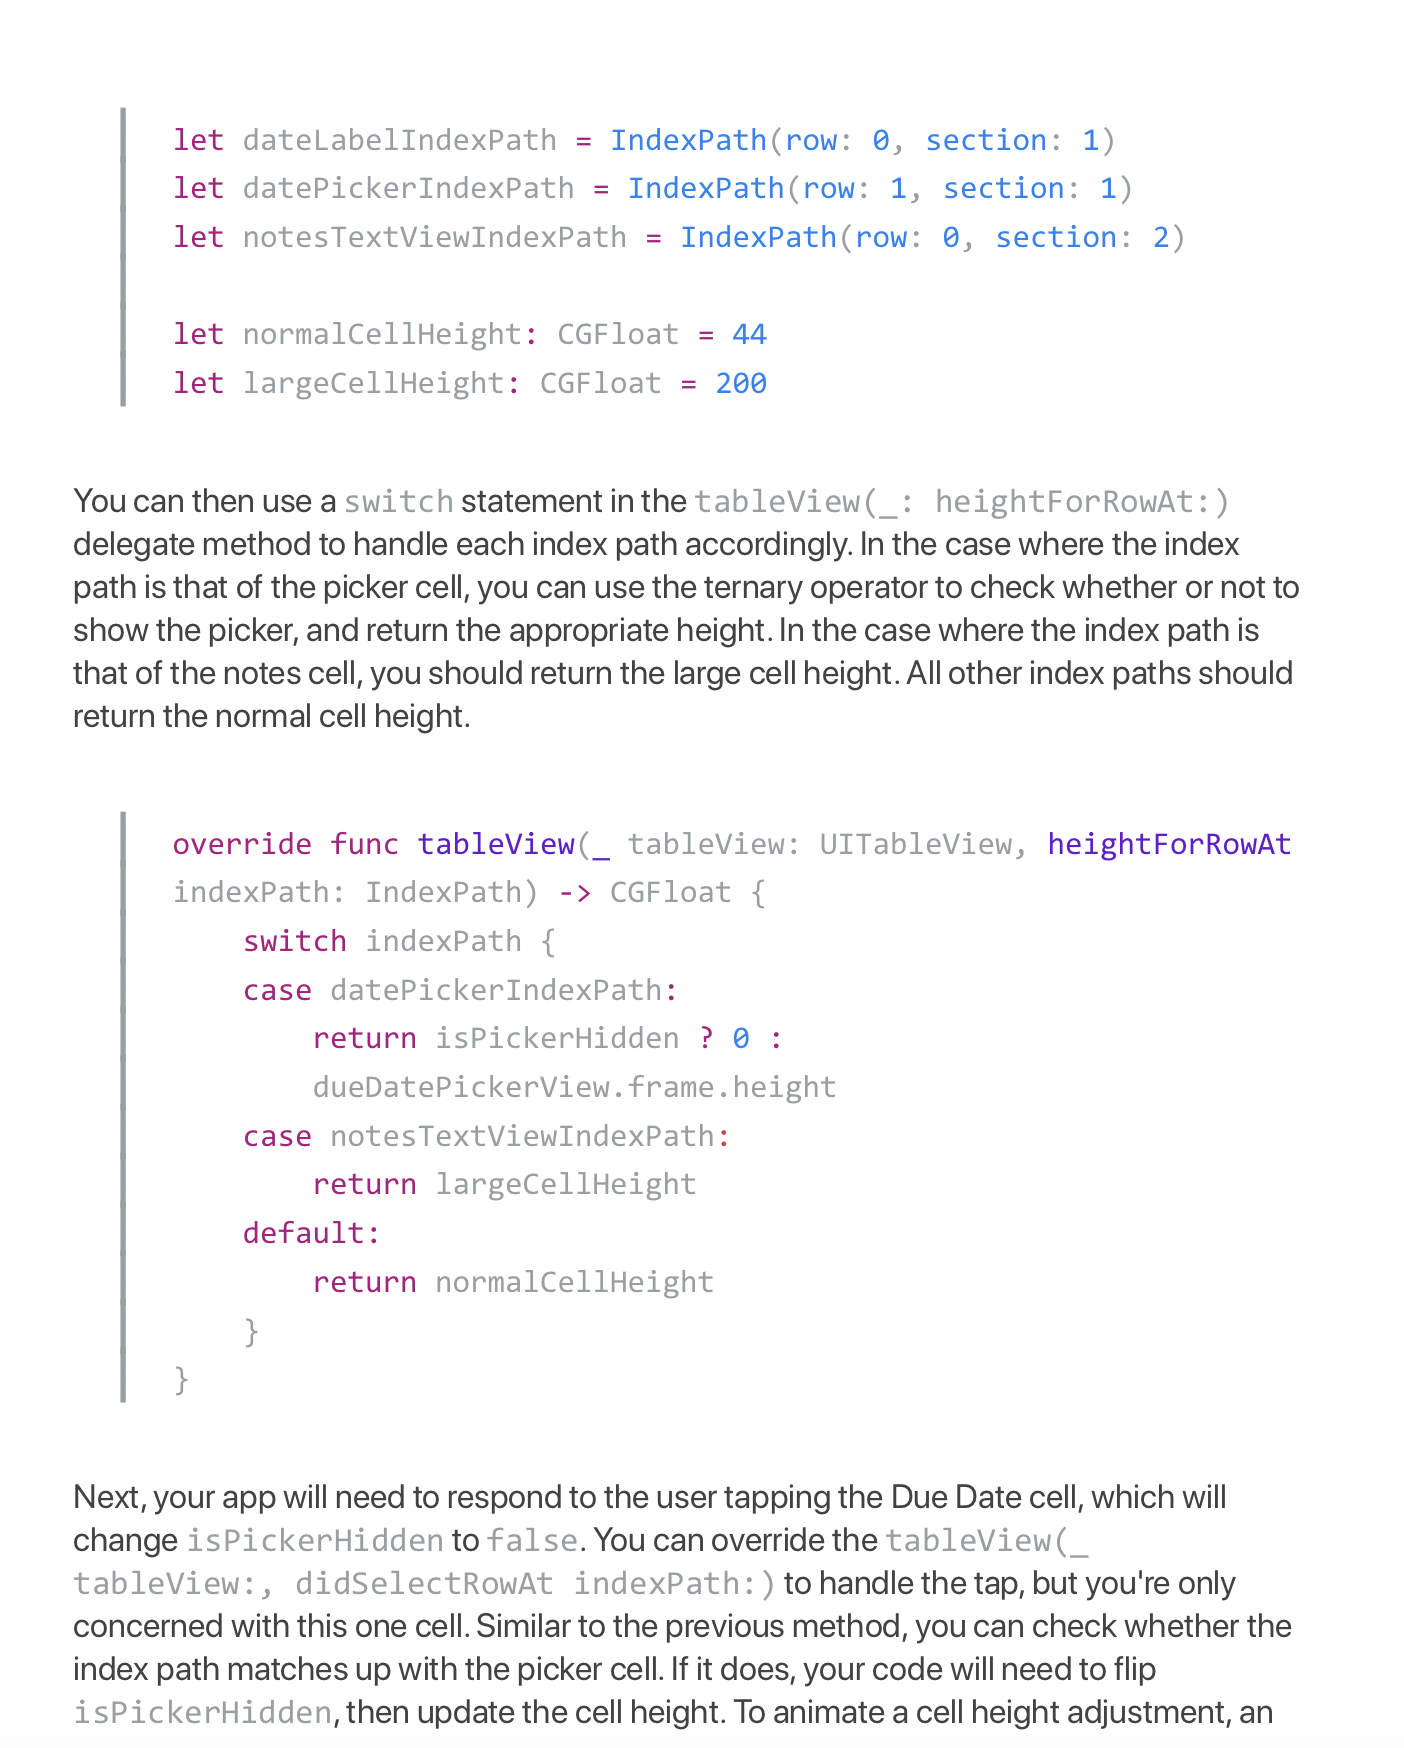 let dateLabelIndexPath = IndexPath(row: 0, section: 1)
let datePickerIndexPath = IndexPath(row: 1, section: 1)
let notesTextViewIndexPath = IndexPath(row: 0, section: 2)
let normalCellHeight: CGFloat = 44
let largeCellHeight: CGFloat = 200
You can then use a switch statement in the tableView(_: heightForRowAt:)
delegate method to handle each index path accordingly. In the case where the index
path is that of the picker cell, you can use the ternary operator to check whether or not to
show the picker, and return the appropriate height. In the case where the index path is
that of the notes cell, you should return the large cell height. All other index paths should
return the normal cell height.
override func tableView(_ tableView: UITableView, heightForRowAt
indexPath: IndexPath) -> CGFloat {
    switch indexPath {
    case datePickerIndexPath:
        return isPickerHidden ? 0 :
        dueDatePickerView.frame.height
    case notesTextViewIndexPath:
        return largeCellHeight
    default:
        return normalCellHeight
    }
}
Next, your app will need to respond to the user tapping the Due Date cell, which will
change isPickerHidden to false. You can override the tableView(_
tableView:, didSelectRowAt indexPath:) to handle the tap, but you're only
concerned with this one cell. Similar to the previous method, you can check whether the
index path matches up with the picker cell. If it does, your code will need to flip
isPickerHidden, then update the cell height. To animate a cell height adjustment, an